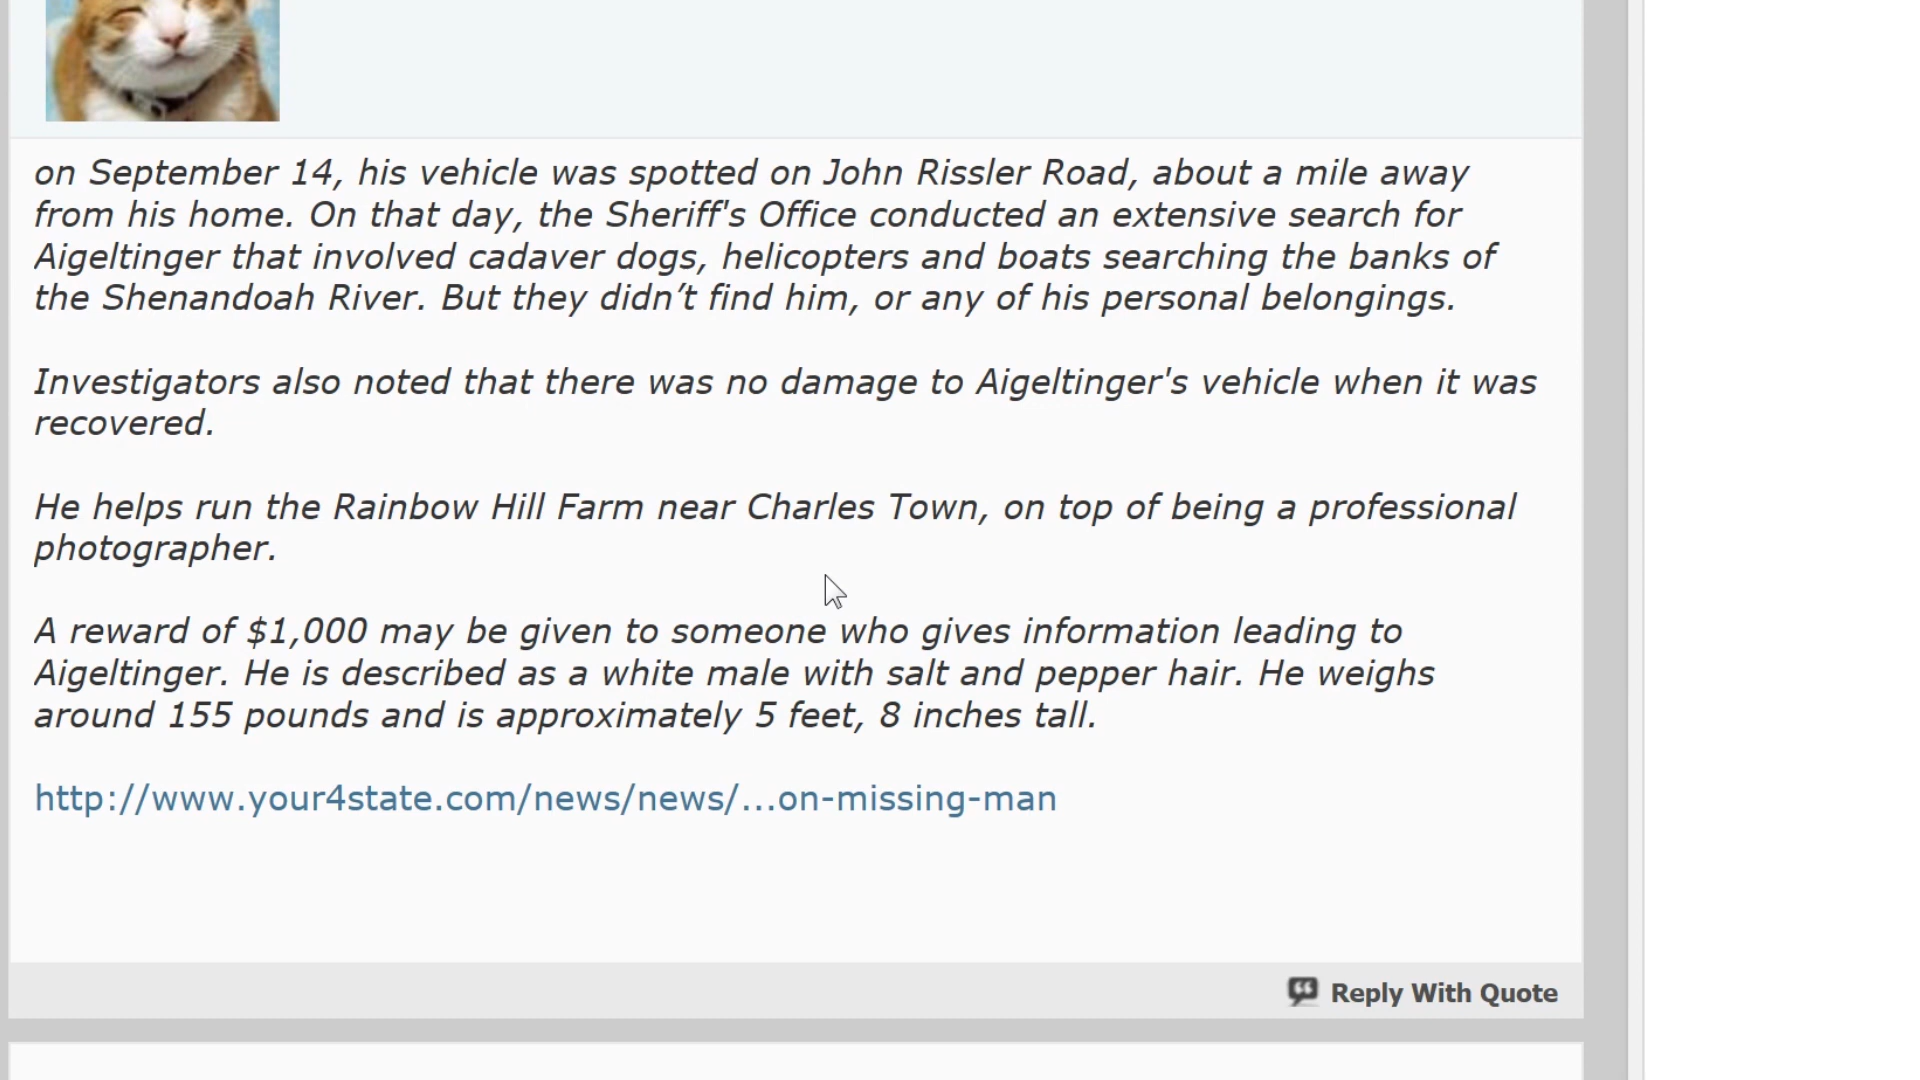 on September 14, his vehicle was spotted on John Rissler Road, about a mile away
from his home. On that day, the Sheriff's Office conducted an extensive search for
Aigeltinger that involved cadaver dogs, helicopters and boats searching the banks of
the Shenandoah River. But they didn’t find him, or any of his personal belongings.
Investigators also noted that there was no damage to Aigeltinger's vehicle when it was
recovered.
He helps run the Rainbow Hill Farm near Charles Town, on top of being a professional
photographer.
A reward of $1,000 may be given to someone who gives information leading to
Aigeltinger. He is described as a white male with salt and pepper hair. He weighs
around 155 pounds and is approximately 5 feet, 8 inches tall.
http://www.your4state.com/news/news/...on-missing-man
Reply With Quote